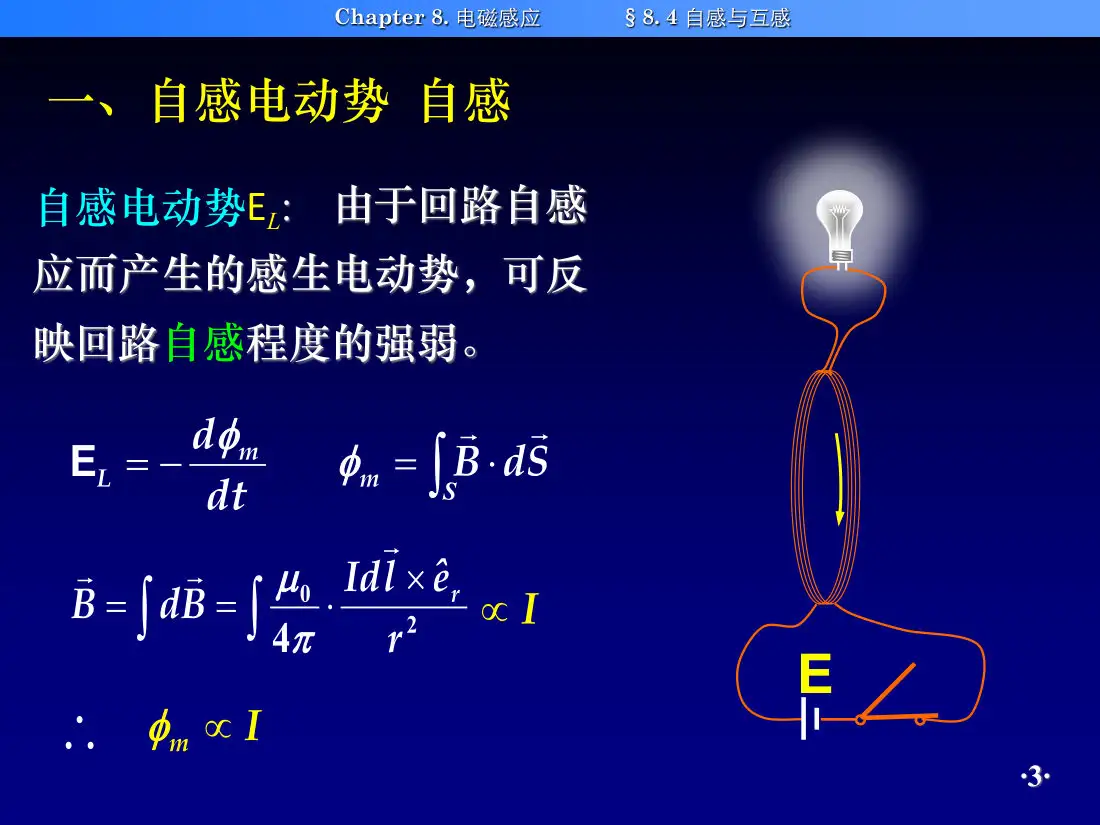 Chapter 8. 电磁感应 §8.4 自感与互感
一、自感电动势 自感
自感电动势E_L: 由于回路自感
应而产生的感生电动势，可反
映回路自感程度的强弱。
E_L = − dϕ_m / dt ϕ_m = ∫_S B⃗ · dS⃗
B⃗ = ∫ dB⃗ = ∫ μ₀/4π · Idl⃗ × ê_r / r² ∝ I
∴ ϕ_m ∝ I
E
·3·